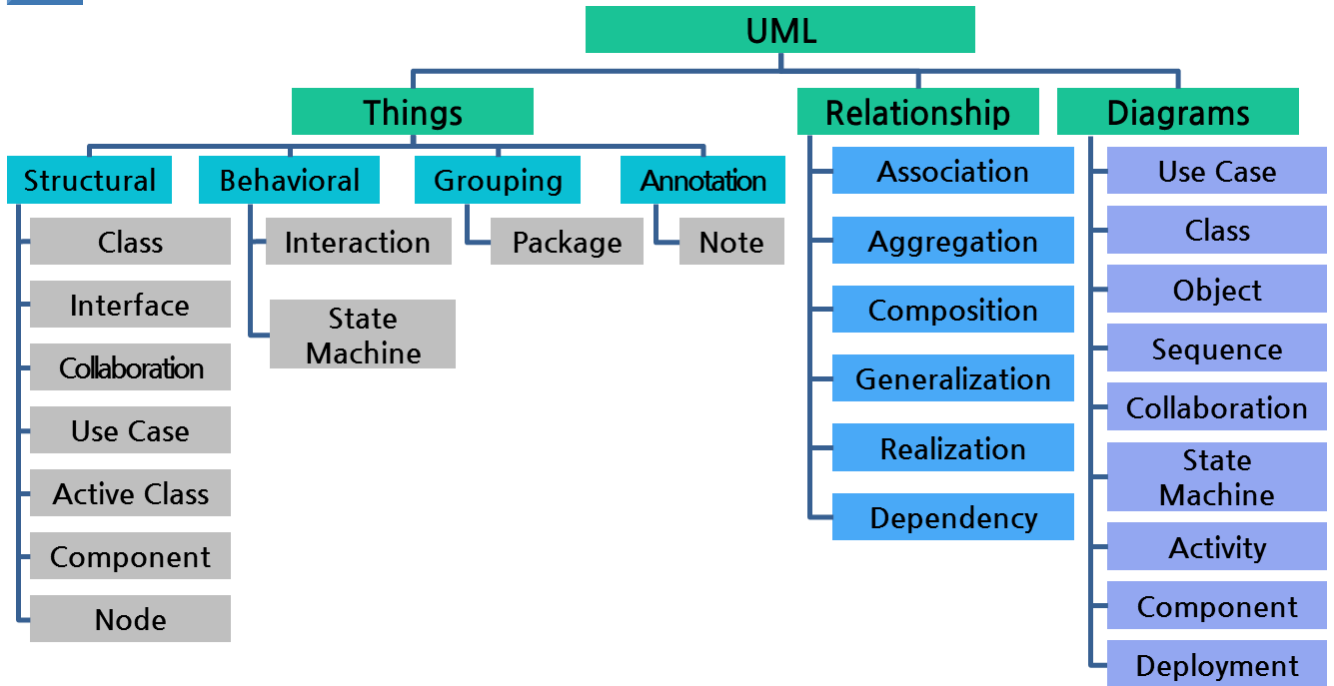 UML
Things
Relationship
Diagrams
Structural
Behavioral
Grouping
Annotation
Class
Interface
Collaboration
Use Case
Active Class
Component
Node
Interaction
State
Machine
Package
Note
Association
Aggregation
Composition
Generalization
Realization
Dependency
Use Case
Class
Object
Sequence
Collaboration
State
Machine
Activity
Component
Deployment